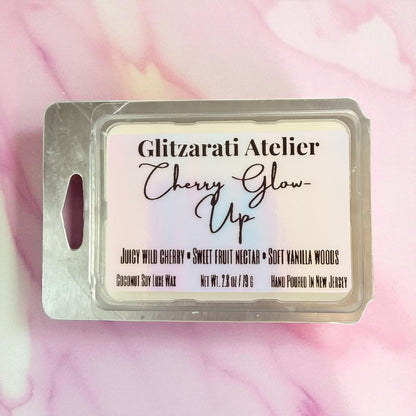 Glitzarati Atelier
Cherry Glow-
Up
Juicy Wild Cherry • Sweet Fruit Nectar • Soft Vanilla Woods
Coconut Soy Luxe Wax Net Wt. 2.8 oz / 79 g Hand Poured In New Jersey